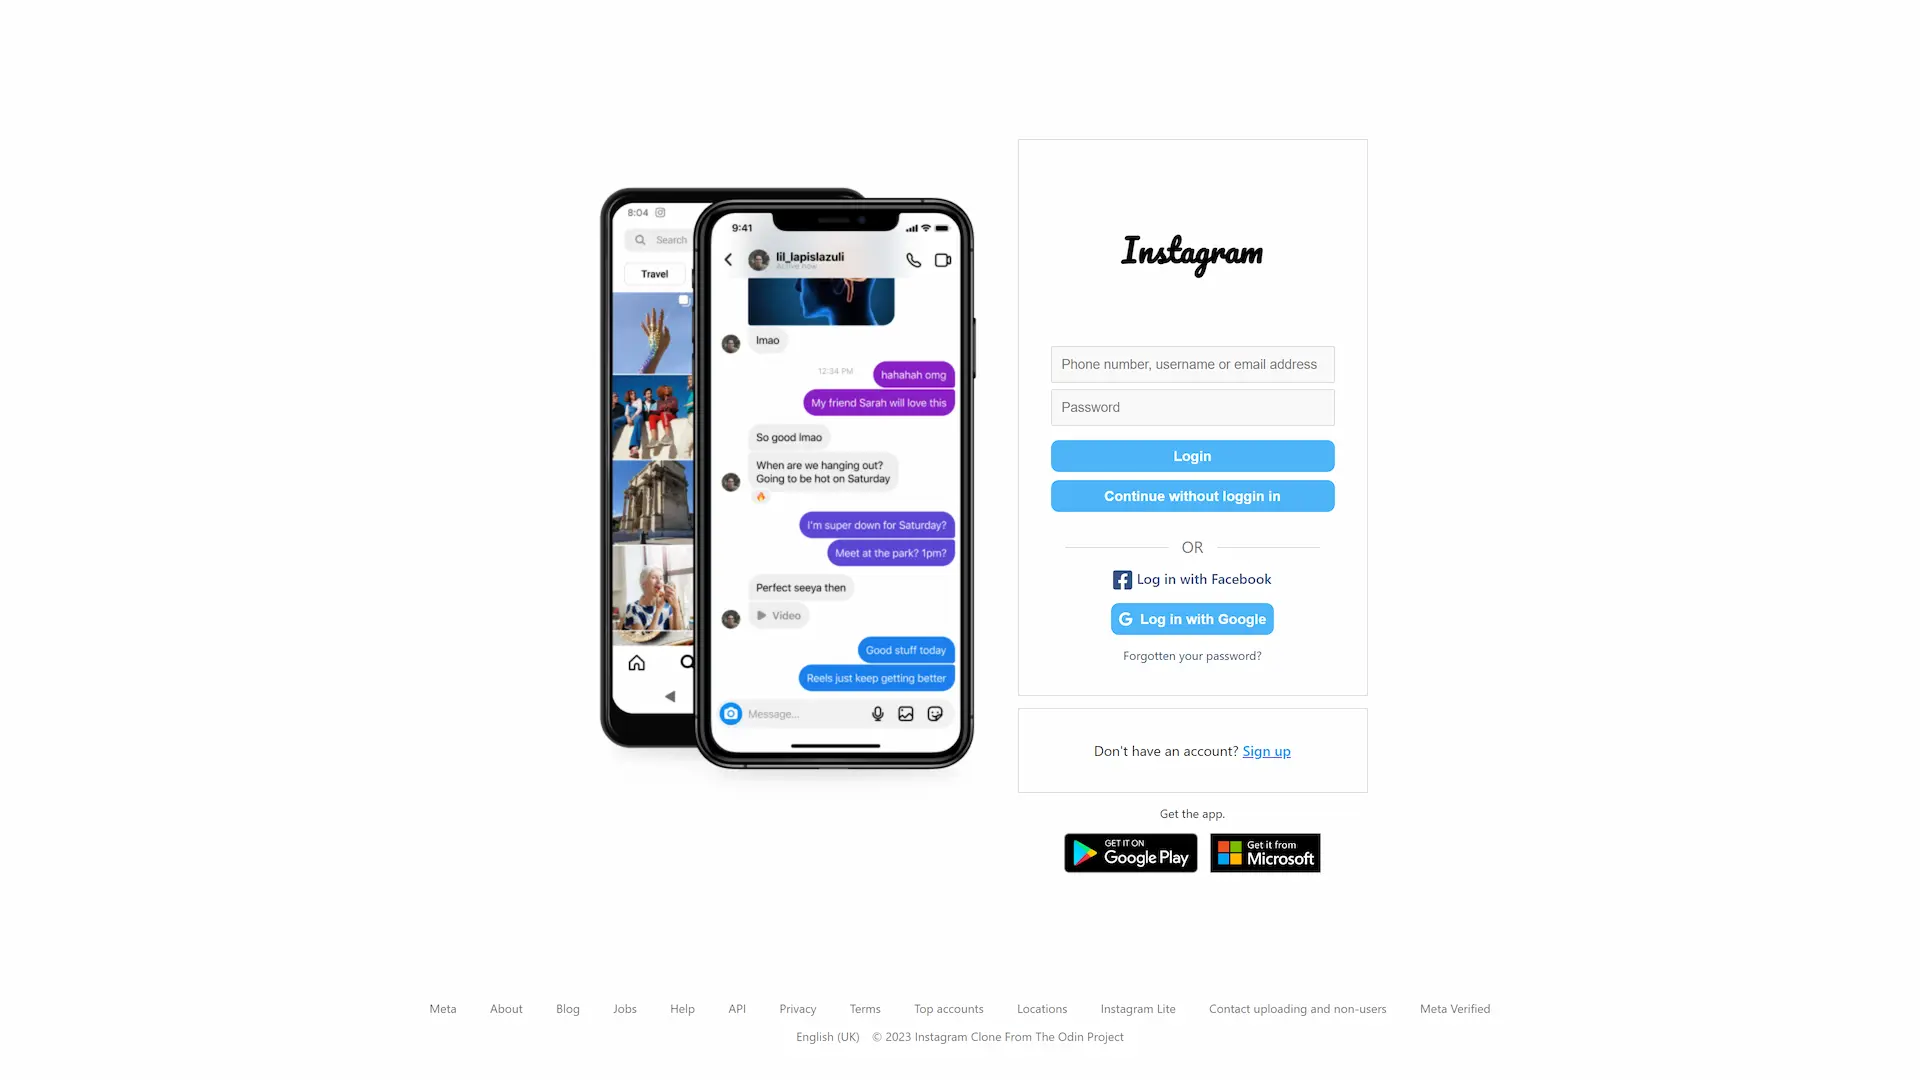 8:04
Search
Travel
9:41
lil_lapislazuli
Active now
lmao
12:34 PM
hahahah omg
My friend Sarah will love this
So good lmao
When are we hanging out?
Going to be hot on Saturday
I'm super down for Saturday?
Meet at the park? 1pm?
Perfect seeya then
Video
Good stuff today
Reels just keep getting better
Message...
Instagram
Phone number, username or email address
Password
Login
Continue without loggin in
OR
Log in with Facebook
G Log in with Google
Forgotten your password?
Don't have an account? Sign up
Get the app.
GET IT ON
Google Play
Get it from
Microsoft
Meta About Blog Jobs Help API Privacy Terms Top accounts Locations Instagram Lite Contact uploading and non-users Meta Verified
English (UK) © 2023 Instagram Clone From The Odin Project